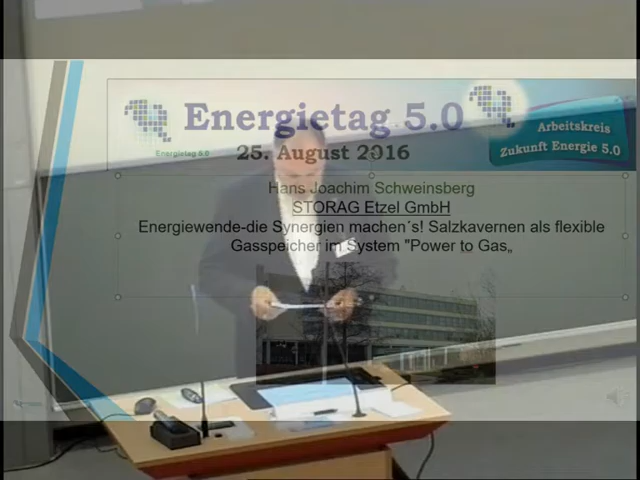 Energietag 5.0
Energietag 5.0
25. August 2016
Arbeitskreis
Zukunft Energie 5.0
Hans Joachim Schweinsberg
STORAG Etzel GmbH
Energiewende-die Synergien machen´s! Salzkavernen als flexible
Gasspeicher im System "Power to Gas„